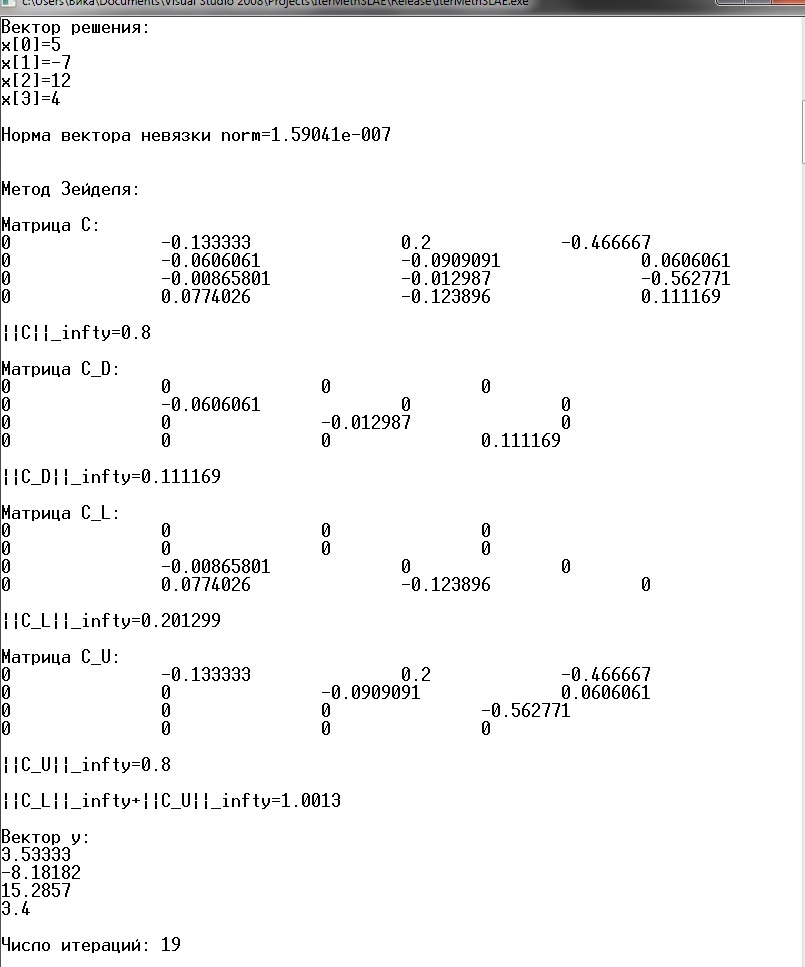 c:\Users\Вика\Documents\Visual Studio 2008\Projects\IterMethSLAE\Release\IterMethSLAE.exe
Вектор решения:
x[0]=5
x[1]=-7
x[2]=12
x[3]=4
Норма вектора невязки norm=1.59041e-007
Метод Зейделя:
Матрица C:
0 -0.133333 0.2 -0.466667
0 -0.0606061 -0.0909091 0.0606061
0 -0.00865801 -0.012987 -0.562771
0 0.0774026 -0.123896 0.111169
||C||_infty=0.8
Матрица C_D:
0 0 0 0
0 -0.0606061 0 0
0 0 -0.012987 0
0 0 0 0.111169
||C_D||_infty=0.111169
Матрица C_L:
0 0 0 0
0 0 0 0
0 -0.00865801 0 0
0 0.0774026 -0.123896 0
||C_L||_infty=0.201299
Матрица C_U:
0 -0.133333 0.2 -0.466667
0 0 -0.0909091 0.0606061
0 0 0 -0.562771
0 0 0 0
||C_U||_infty=0.8
||C_L||_infty+||C_U||_infty=1.0013
Вектор y:
3.53333
-8.18182
15.2857
3.4
Число итераций: 19